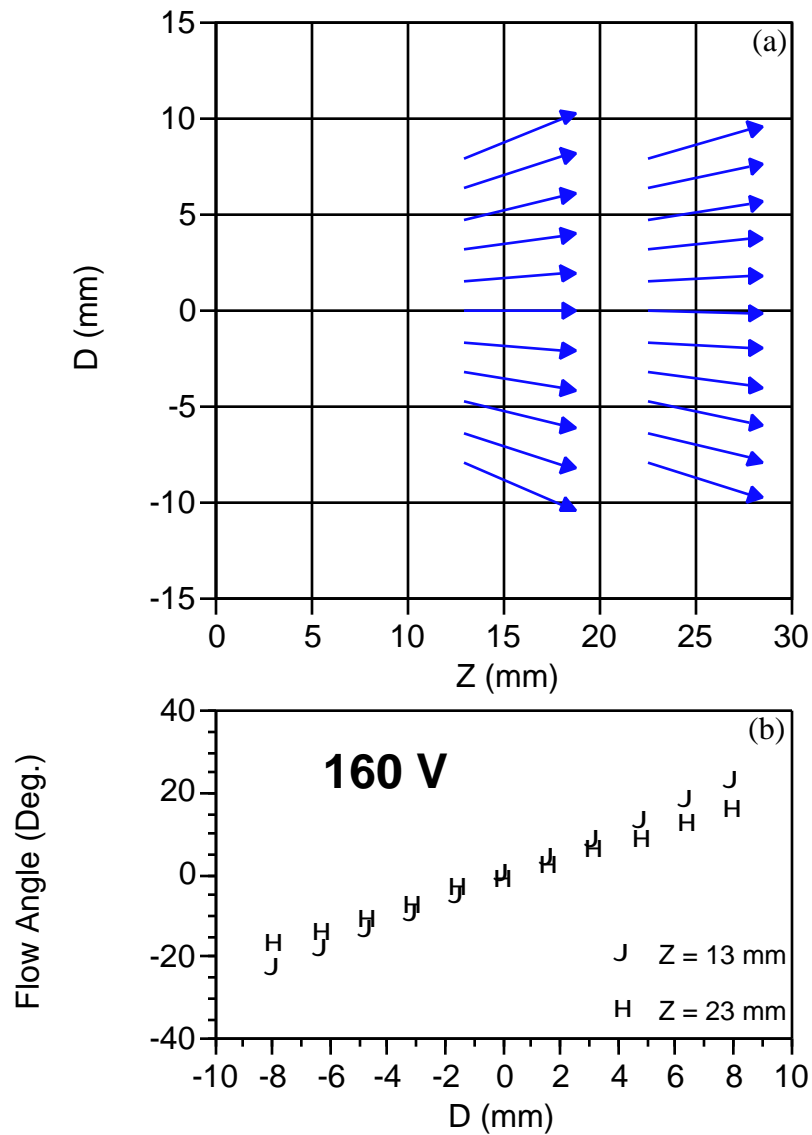 15
(a)
10
5
0
-5
-10
-15
D (mm)
0 5 10 15 20 25 30
Z (mm)
40
(b)
160 V
20
0
-20
-40
Flow Angle (Deg.)
J J J J J J J J J J J
H H H H H H H H H H H
J Z = 13 mm
H Z = 23 mm
-10 -8 -6 -4 -2 0 2 4 6 8 10
D (mm)